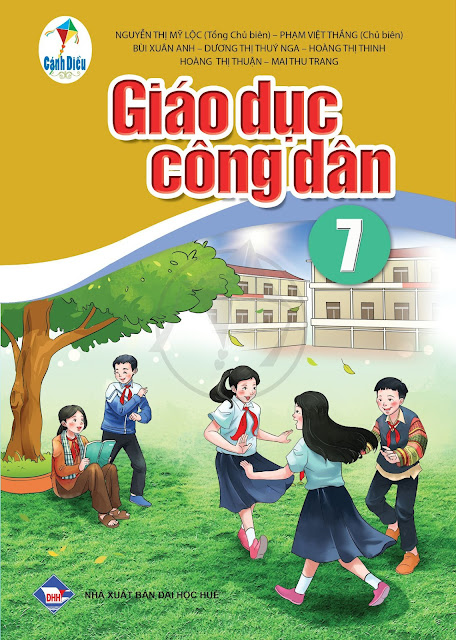 Cánh Diều
NGUYỄN THỊ MỸ LỘC (Tổng Chủ biên) – PHẠM VIỆT THẮNG (Chủ biên)
BÙI XUÂN ANH – DƯƠNG THỊ THUÝ NGA – HOÀNG THỊ THINH
HOÀNG THỊ THUẬN – MAI THU TRANG
Giáo dục
công dân
7
ĐHH
NHÀ XUẤT BẢN ĐẠI HỌC HUẾ